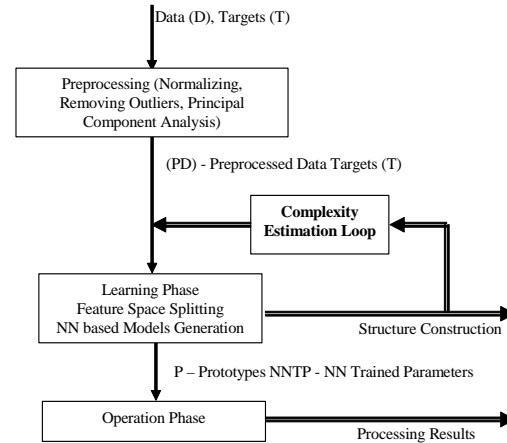 Data (D), Targets (T)
Preprocessing (Normalizing,
Removing Outliers, Principal
Component Analysis)
(PD) - Preprocessed Data Targets (T)
Complexity
Estimation Loop
Learning Phase
Feature Space Splitting
NN based Models Generation
Structure Construction
P – Prototypes NNTP - NN Trained Parameters
Operation Phase
Processing Results